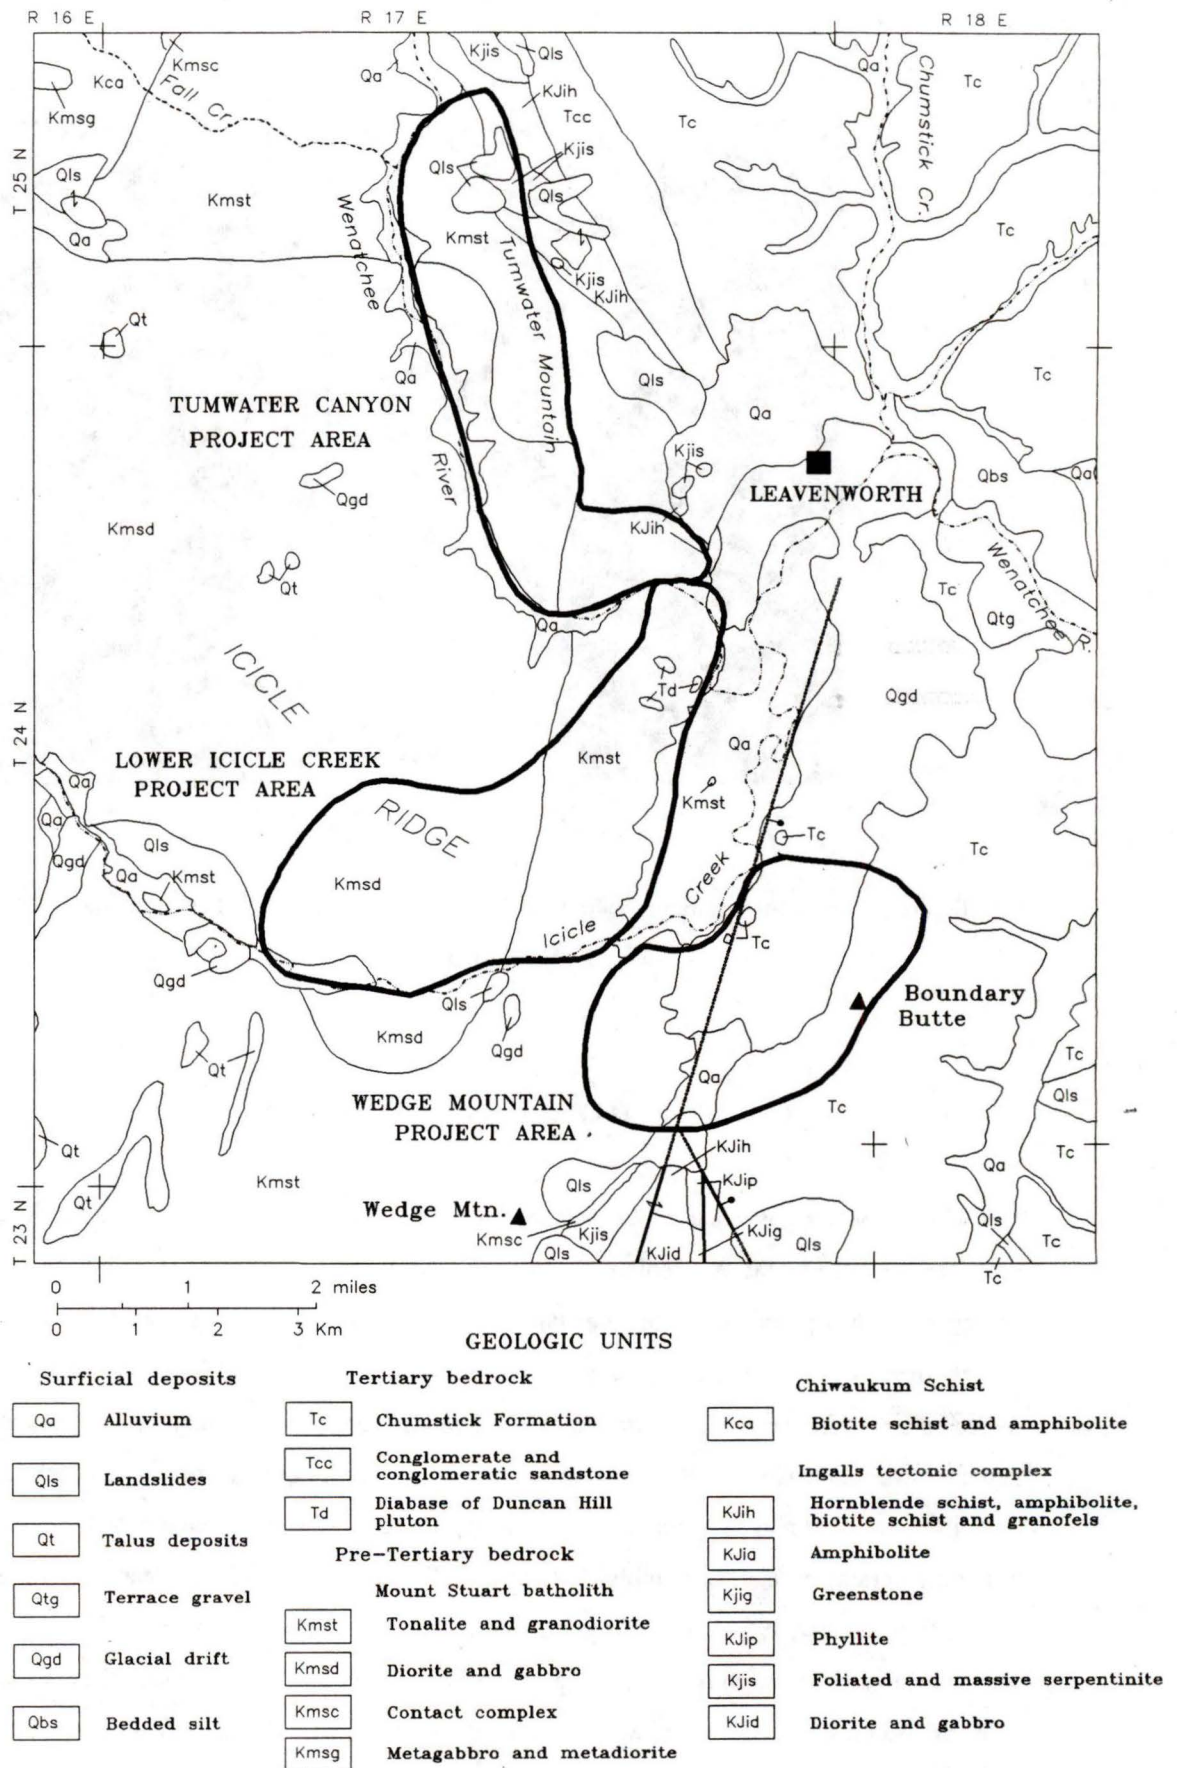 R 16 E
R 17 E
R 18 E
Kmsc
Kca
Fall Cr.
Kmsg
Qa
Kjis
Qls
KJih
Tcc
Tc
Qa
Chumstick Cr.
Tc
T 25 N
Qls
Qls
Kjis
Qls
Kmst
Wenatchee
Kmst
Tumwater Mountain
Tc
Qa
Kjis
KJih
Qt
Qa
Qls
Tc
TUMWATER CANYON
PROJECT AREA
Qa
River
Kjis
LEAVENWORTH
Qbs
Qa
Qgd
KJih
Kmsd
Qt
Wenatchee R.
Tc
Qtg
Qa
ICICLE
Td
Qgd
T 24 N
Qa
LOWER ICICLE CREEK
PROJECT AREA
Kmst
Qa
Kmst
RIDGE
Qa
Qls
Qgd
Qa
Kmst
Tc
Tc
Kmsd
Creek
Icicle
Tc
Qgd
Qls
Boundary
Butte
Kmsd
Qgd
Qt
Qa
Tc
Qls
WEDGE MOUNTAIN
PROJECT AREA
Tc
Qt
KJih
Qa
Tc
Kmst
Qls
KJip
Qt
Wedge Mtn.
Kmsc
Kjis
KJig
Qls
Qls
Tc
T 23 N
Qls
KJid
Tc
0 1 2 miles
0 1 2 3 Km
GEOLOGIC UNITS
Surficial deposits
Qa Alluvium
Qls Landslides
Qt Talus deposits
Qtg Terrace gravel
Qgd Glacial drift
Qbs Bedded silt
Tertiary bedrock
Tc Chumstick Formation
Tcc Conglomerate and
conglomeratic sandstone
Td Diabase of Duncan Hill
pluton
Pre-Tertiary bedrock
Mount Stuart batholith
Kmst Tonalite and granodiorite
Kmsd Diorite and gabbro
Kmsc Contact complex
Kmsg Metagabbro and metadiorite
Chiwaukum Schist
Kca Biotite schist and amphibolite
Ingalls tectonic complex
KJih Hornblende schist, amphibolite,
biotite schist and granofels
KJia Amphibolite
Kjig Greenstone
KJip Phyllite
Kjis Foliated and massive serpentinite
KJid Diorite and gabbro